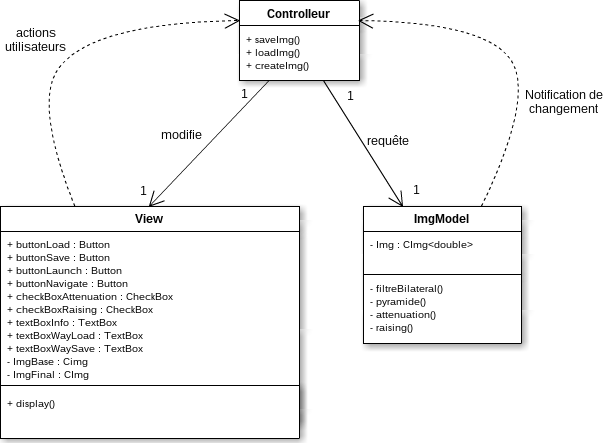 Controlleur
+ saveImg()
+ loadImg()
+ createImg()
actions
utilisateurs
Notification de
changement
1
1
modifie
requête
1
1
View
+ buttonLoad : Button
+ buttonSave : Button
+ buttonLaunch : Button
+ buttonNavigate : Button
+ checkBoxAttenuation : CheckBox
+ checkBoxRaising : CheckBox
+ textBoxInfo : TextBox
+ textBoxWayLoad : TextBox
+ textBoxWaySave : TextBox
- ImgBase : Cimg
- ImgFinal : CImg
+ display()
ImgModel
- Img : CImg<double>
- filtreBilateral()
- pyramide()
- attenuation()
- raising()